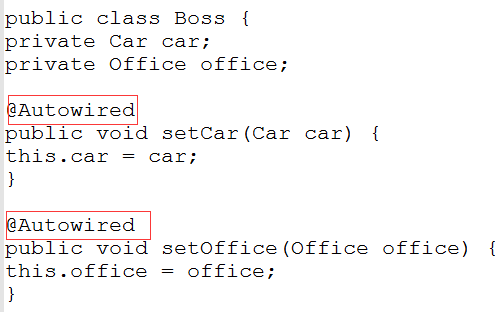 public class Boss {
private Car car;
private Office office;
@Autowired
public void setCar(Car car) {
this.car = car;
}
@Autowired
public void setOffice(Office office) {
this.office = office;
}